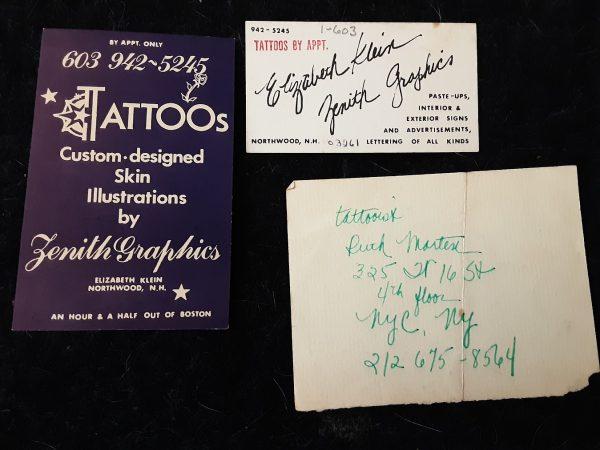 BY APPT. ONLY
603 942~5245
TATTOOs
Custom-designed
Skin
Illustrations
by
Zenith Graphics
ELIZABETH KLEIN
NORTHWOOD, N.H.
AN HOUR & A HALF OUT OF BOSTON
942-5245 1-603
TATTOOS BY APPT.
Elizabeth Klein
Zenith Graphics
PASTE-UPS,
INTERIOR &
EXTERIOR SIGNS
AND ADVERTISEMENTS,
NORTHWOOD, N.H. 03261 LETTERING OF ALL KINDS
tattooist
Ruth Marten
325 W 16 St
4th floor
NYC, NY
212 675-8564